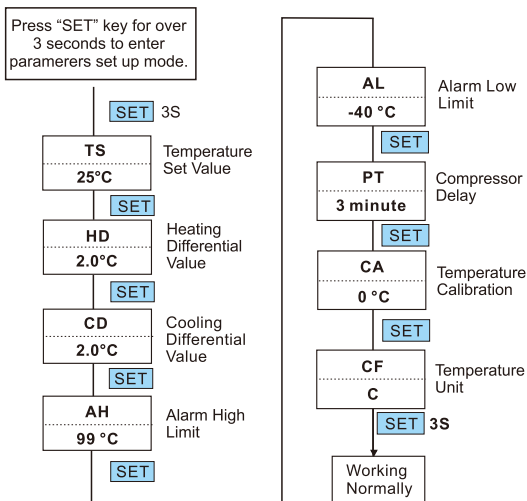 Press “SET” key for over
3 seconds to enter
paramerers set up mode.
SET 3S
TS
25°C
Temperature
Set Value
SET
HD
2.0°C
Heating
Differential
Value
SET
CD
2.0°C
Cooling
Differential
Value
SET
AH
99 °C
Alarm High
Limit
SET
AL
-40 °C
Alarm Low
Limit
SET
PT
3 minute
Compressor
Delay
SET
CA
0 °C
Temperature
Calibration
SET
CF
C
Temperature
Unit
SET 3S
Working
Normally